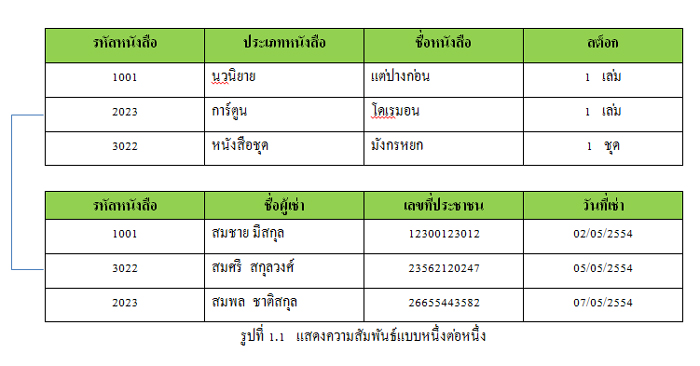 รหัสหนังสือ ประเภทหนังสือ ชื่อหนังสือ สต็อก
1001 นวนิยาย แต่ปางก่อน 1 เล่ม
2023 การ์ตูน โดเรมอน 1 เล่ม
3022 หนังสือชุด มังกรหยก 1 ชุด
รหัสหนังสือ ชื่อผู้เช่า เลขที่ประชาชน วันที่เช่า
1001 สมชาย มีสกุล 12300123012 02/05/2554
3022 สมศรี สกุลวงศ์ 23562120247 05/05/2554
2023 สมพล ชาติสกุล 26655443582 07/05/2554
รูปที่ 1.1 แสดงความสัมพันธ์แบบหนึ่งต่อหนึ่ง